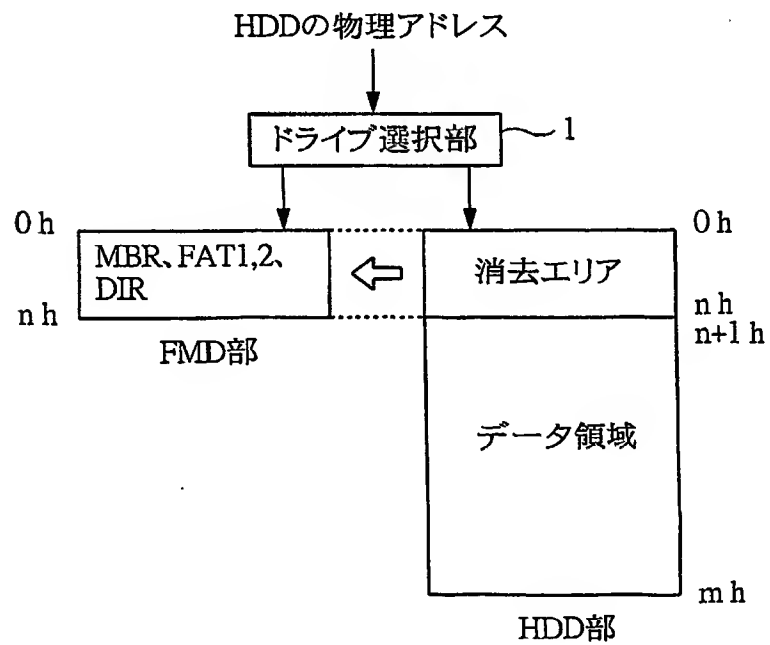 HDDの物理アドレス
ドライブ選択部
1
0h
0h
MBR、FAT1,2、
DIR
消去エリア
nh
nh
n+1h
FMD部
データ領域
mh
HDD部